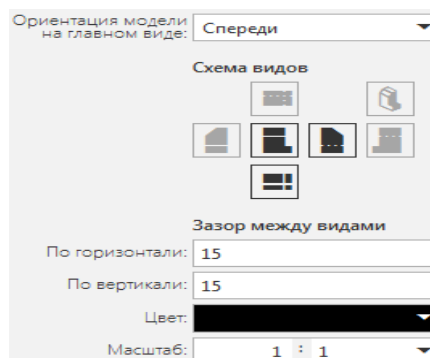 Ориентация модели
на главном виде: Спереди
Схема видов
Зазор между видами
По горизонтали: 15
По вертикали: 15
Цвет:
Масштаб: 1 : 1